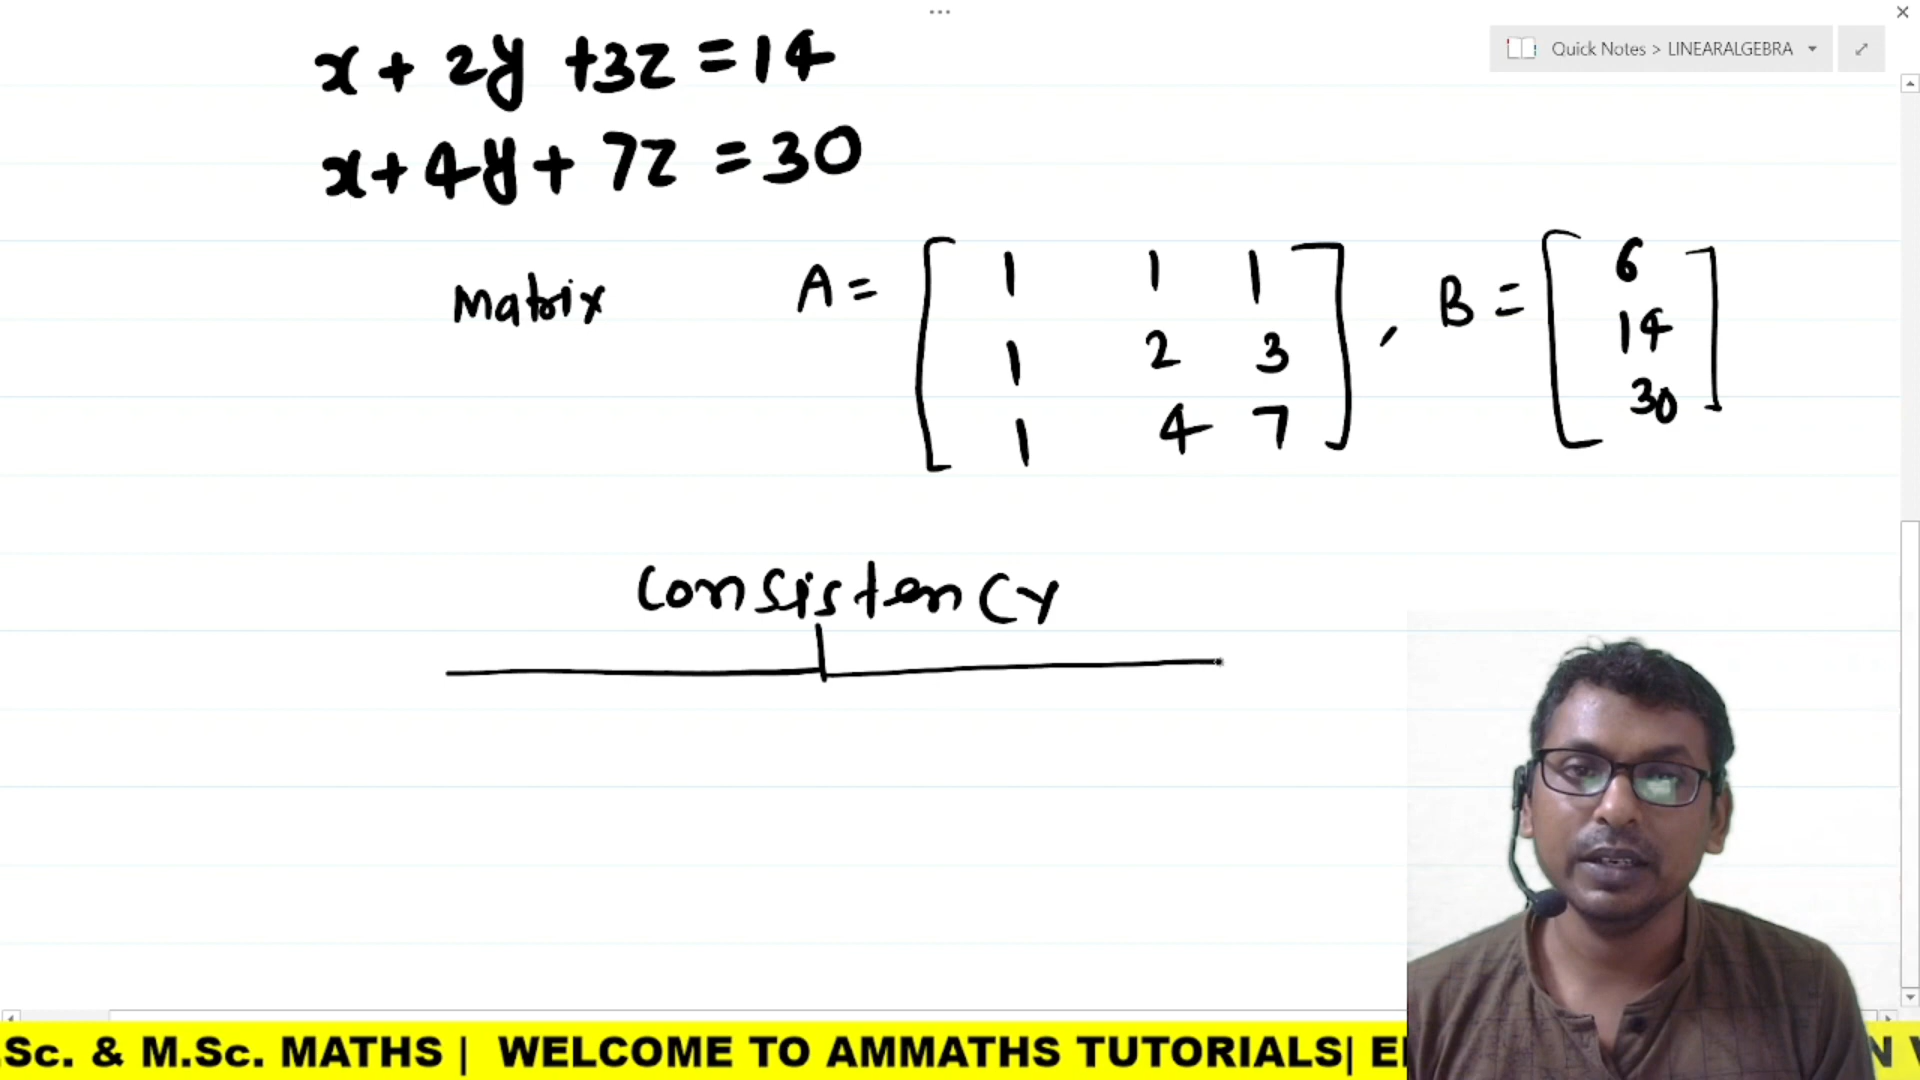 x + 2y + 3z = 14
Quick Notes > LINEARALGEBRA
x + 4y + 7z = 30
Matrix A = [ 1 1 1
1 2 3
1 4 7 ] , B = [ 6
14
30 ]
Consistency
.Sc. & M.Sc. MATHS | WELCOME TO AMMATHS TUTORIALS|